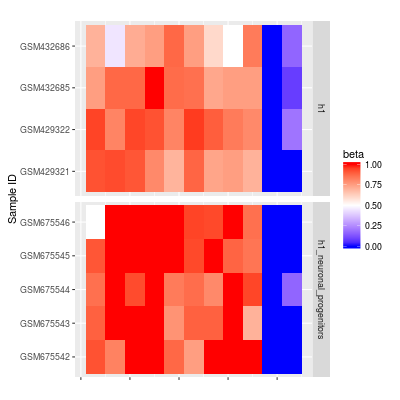 Sample ID
GSM432686
GSM432685
GSM429322
GSM429321
h1
GSM675546
GSM675545
GSM675544
GSM675543
GSM675542
h1_neuronal_progenitors
beta
1.00
0.75
0.50
0.25
0.00